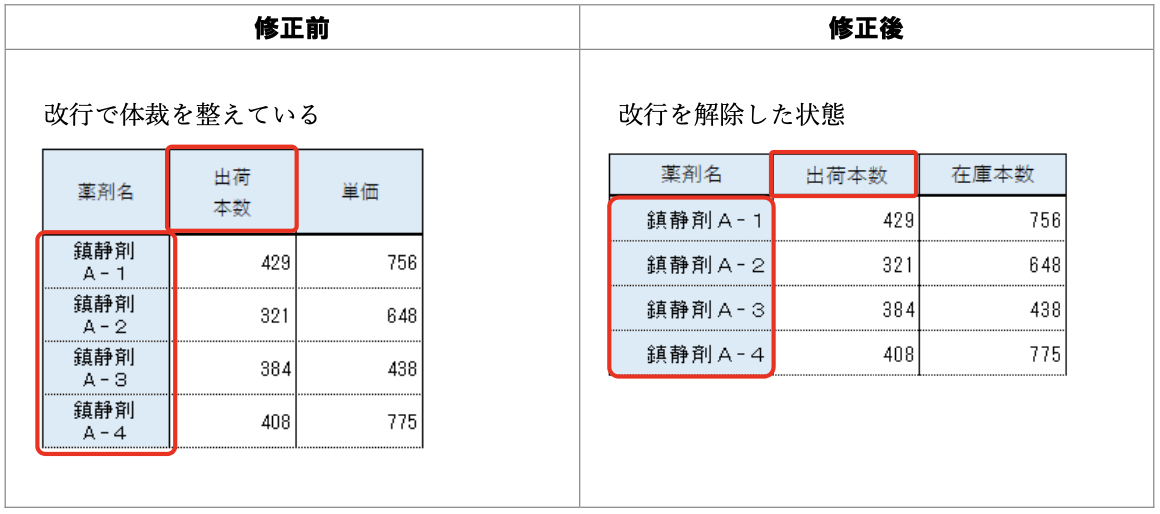 修正前
修正後
改行で体裁を整えている
薬剤名
出荷
本数
単価
鎮静剤
Ａ－１
429
756
鎮静剤
Ａ－２
321
648
鎮静剤
Ａ－３
384
438
鎮静剤
Ａ－４
408
775
改行を解除した状態
薬剤名
出荷本数
在庫本数
鎮静剤Ａ－１
429
756
鎮静剤Ａ－２
321
648
鎮静剤Ａ－３
384
438
鎮静剤Ａ－４
408
775